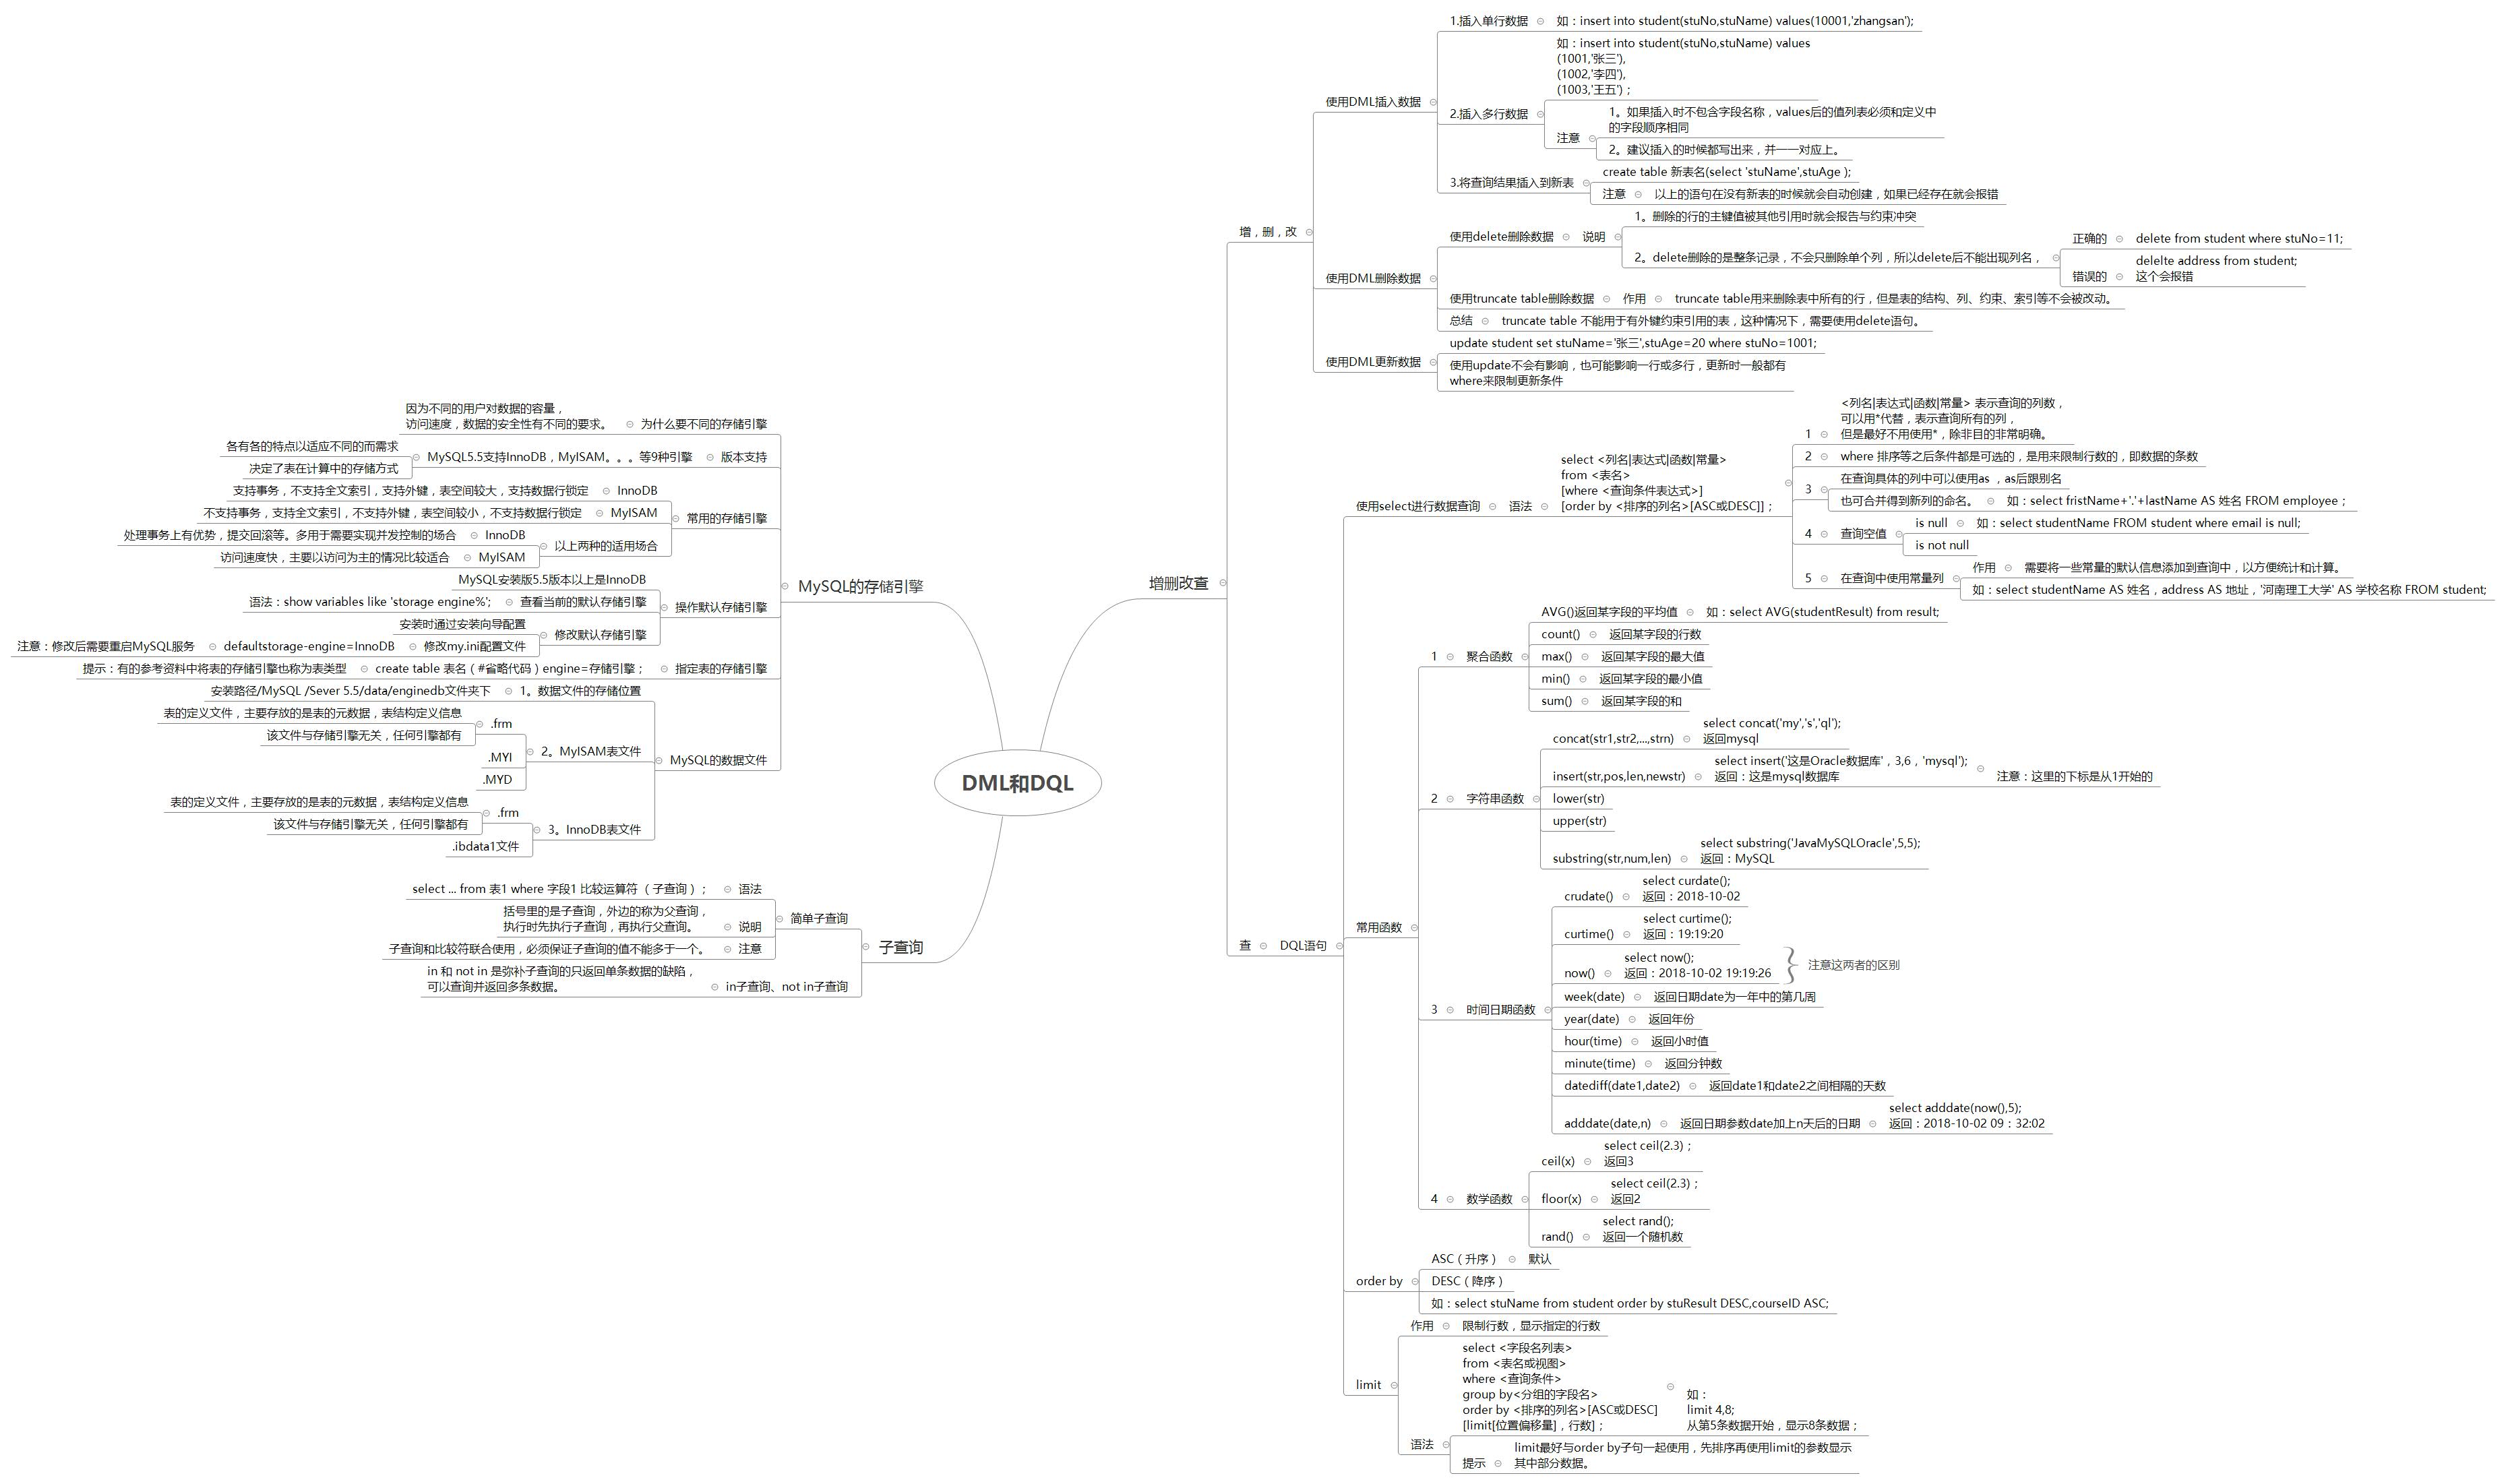 DML和DQL
增删改查
增，删，改
使用DML插入数据
1.插入单行数据
如：insert into student(stuNo,stuName) values(10001,'zhangsan');
2.插入多行数据
如：insert into student(stuNo,stuName) values
(1001,'张三'),
(1002,'李四'),
(1003,'王五')；
注意
1。如果插入时不包含字段名称，values后的值列表必须和定义中
的字段顺序相同
2。建议插入的时候都写出来，并一一对应上。
3.将查询结果插入到新表
create table 新表名(select 'stuName',stuAge );
注意
以上的语句在没有新表的时候就会自动创建，如果已经存在就会报错
使用DML删除数据
使用delete删除数据
说明
1。删除的行的主键值被其他引用时就会报告与约束冲突
2。delete删除的是整条记录，不会只删除单个列，所以delete后不能出现列名，
正确的
delete from student where stuNo=11;
错误的
delelte address from student;
这个会报错
使用truncate table删除数据
作用
truncate table用来删除表中所有的行，但是表的结构、列、约束、索引等不会被改动。
总结
truncate table 不能用于有外键约束引用的表，这种情况下，需要使用delete语句。
使用DML更新数据
update student set stuName='张三',stuAge=20 where stuNo=1001;
使用update不会有影响，也可能影响一行或多行，更新时一般都有
where来限制更新条件
查
DQL语句
使用select进行数据查询
语法
select <列名|表达式|函数|常量>
from <表名>
[where <查询条件表达式>]
[order by <排序的列名>[ASC或DESC]]；
1
<列名|表达式|函数|常量> 表示查询的列数，
可以用*代替，表示查询所有的列，
但是最好不用使用*，除非目的非常明确。
2
where 排序等之后条件都是可选的，是用来限制行数的，即数据的条数
3
在查询具体的列中可以使用as ，as后跟别名
也可合并得到新列的命名。
如：select fristName+'.'+lastName AS 姓名 FROM employee；
4
查询空值
is null
如：select studentName FROM student where email is null;
is not null
5
在查询中使用常量列
作用
需要将一些常量的默认信息添加到查询中，以方便统计和计算。
如：select studentName AS 姓名，address AS 地址，'河南理工大学' AS 学校名称 FROM student;
常用函数
1
聚合函数
AVG()返回某字段的平均值
如：select AVG(studentResult) from result;
count()
返回某字段的行数
max()
返回某字段的最大值
min()
返回某字段的最小值
sum()
返回某字段的和
2
字符串函数
concat(str1,str2,...,strn)
select concat('my','s','ql');
返回mysql
insert(str,pos,len,newstr)
select insert('这是Oracle数据库'，3,6，'mysql');
返回：这是mysql数据库
注意：这里的下标是从1开始的
lower(str)
upper(str)
substring(str,num,len)
select substring('JavaMySQLOracle',5,5);
返回：MySQL
3
时间日期函数
crudate()
select curdate();
返回：2018-10-02
curtime()
select curtime();
返回：19:19:20
now()
select now();
返回：2018-10-02 19:19:26
注意这两者的区别
week(date)
返回日期date为一年中的第几周
year(date)
返回年份
hour(time)
返回小时值
minute(time)
返回分钟数
datediff(date1,date2)
返回date1和date2之间相隔的天数
adddate(date,n)
返回日期参数date加上n天后的日期
select adddate(now(),5);
返回：2018-10-02 09：32:02
4
数学函数
ceil(x)
select ceil(2.3)；
返回3
floor(x)
select ceil(2.3)；
返回2
rand()
select rand();
返回一个随机数
order by
ASC（升序）
默认
DESC（降序）
如：select stuName from student order by stuResult DESC,courseID ASC;
limit
作用
限制行数，显示指定的行数
语法
select <字段名列表>
from <表名或视图>
where <查询条件>
group by<分组的字段名>
order by <排序的列名>[ASC或DESC]
[limit[位置偏移量]，行数]；
如：
limit 4,8;
从第5条数据开始，显示8条数据；
提示
limit最好与order by子句一起使用，先排序再使用limit的参数显示
其中部分数据。
MySQL的存储引擎
为什么要不同的存储引擎
因为不同的用户对数据的容量，
访问速度，数据的安全性有不同的要求。
版本支持
MySQL5.5支持InnoDB，MyISAM。。。等9种引擎
各有各的特点以适应不同的而需求
决定了表在计算中的存储方式
常用的存储引擎
InnoDB
支持事务，不支持全文索引，支持外键，表空间较大，支持数据行锁定
MyISAM
不支持事务，支持全文索引，不支持外键，表空间较小，不支持数据行锁定
以上两种的适用场合
InnoDB
处理事务上有优势，提交回滚等。多用于需要实现并发控制的场合
MyISAM
访问速度快，主要以访问为主的情况比较适合
操作默认存储引擎
MySQL安装版5.5版本以上是InnoDB
查看当前的默认存储引擎
语法：show variables like 'storage engine%';
修改默认存储引擎
安装时通过安装向导配置
修改my.ini配置文件
defaultstorage-engine=InnoDB
注意：修改后需要重启MySQL服务
指定表的存储引擎
create table 表名（#省略代码）engine=存储引擎；
提示：有的参考资料中将表的存储引擎也称为表类型
MySQL的数据文件
1。数据文件的存储位置
安装路径/MySQL /Sever 5.5/data/enginedb文件夹下
2。MyISAM表文件
.frm
表的定义文件，主要存放的是表的元数据，表结构定义信息
该文件与存储引擎无关，任何引擎都有
.MYI
.MYD
3。InnoDB表文件
.frm
表的定义文件，主要存放的是表的元数据，表结构定义信息
该文件与存储引擎无关，任何引擎都有
.ibdata1文件
子查询
简单子查询
语法
select ... from 表1 where 字段1 比较运算符 （子查询）；
说明
括号里的是子查询，外边的称为父查询，
执行时先执行子查询，再执行父查询。
注意
子查询和比较符联合使用，必须保证子查询的值不能多于一个。
in子查询、not in子查询
in 和 not in 是弥补子查询的只返回单条数据的缺陷，
可以查询并返回多条数据。